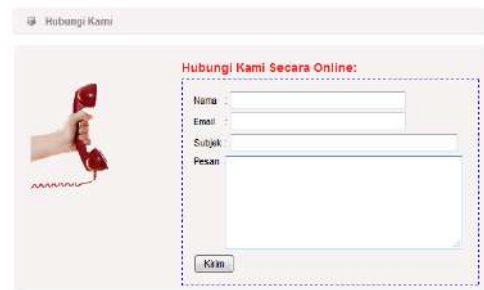 Hubungi Kami
Hubungi Kami Secara Online:
Nama :
Email :
Subjek :
Pesan
Kirim